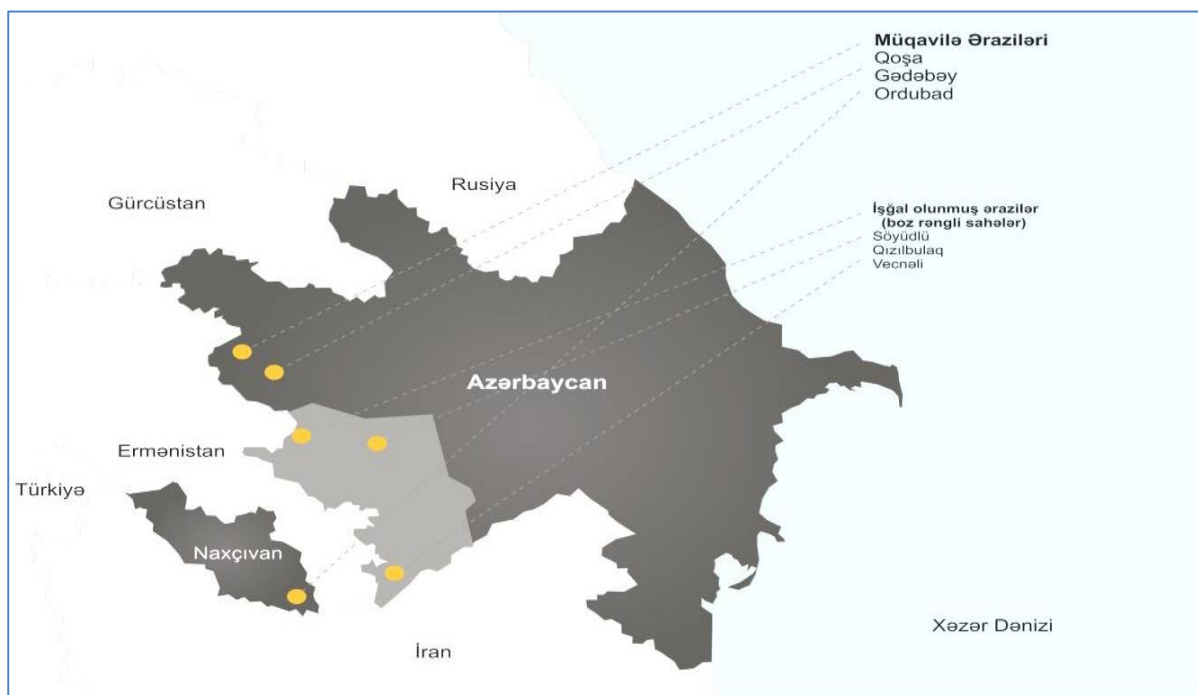 Müqavilə Əraziləri
Qoşa
Gədəbəy
Ordubad
Rusiya
Gürcüstan
İşğal olunmuş ərazilər
(boz rəngli sahələr)
Söyüdlü
Qızılbulaq
Vecnəli
Azərbaycan
Ermənistan
Türkiyə
Naxçıvan
Xəzər Dənizi
İran